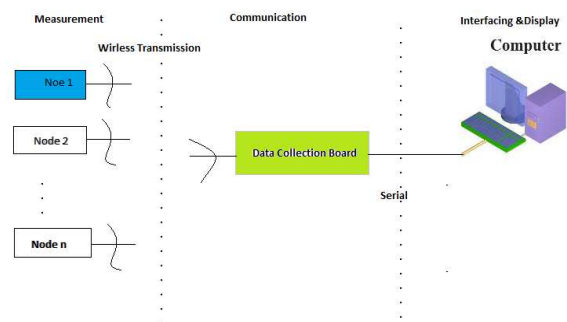 Measurement
Communication
Interfacing &Display
Wirless Transmission
Computer
Noe 1
Node 2
Data Collection Board
Serial
Node n